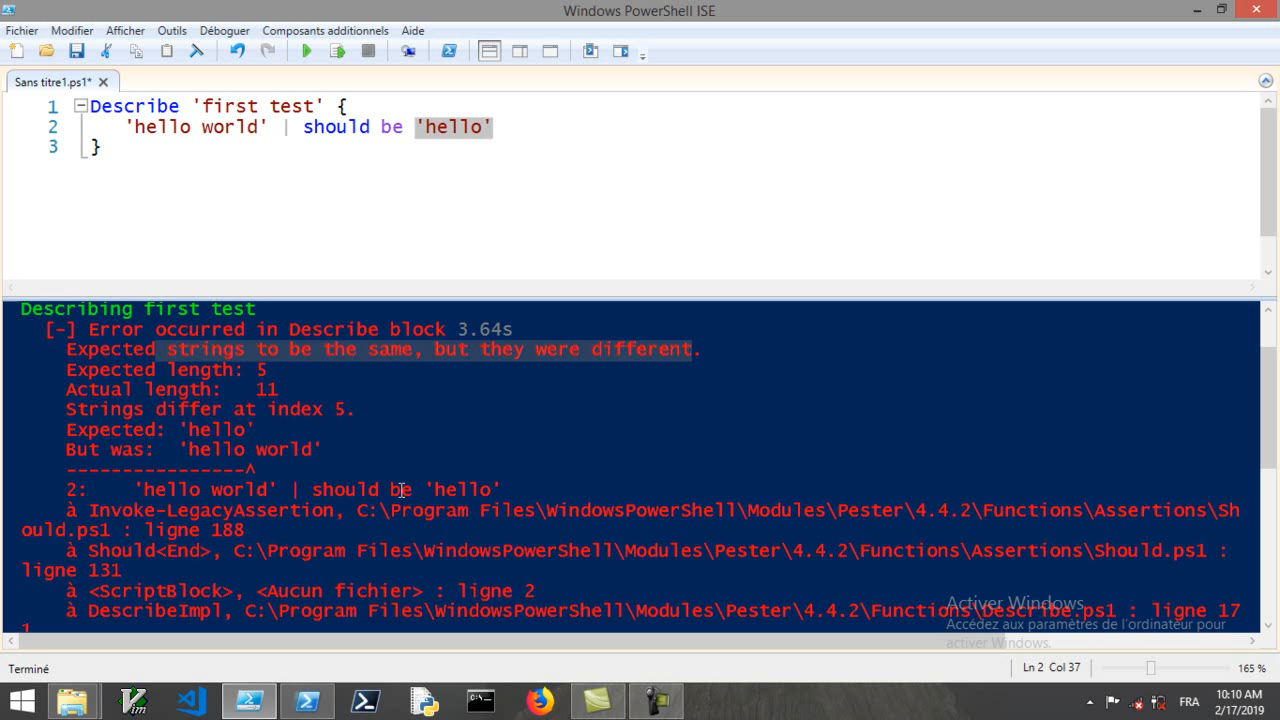 Windows PowerShell ISE
Fichier Modifier Afficher Outils Déboguer Composants additionnels Aide
Sans titre1.ps1*
1 Describe 'first test' {
2 'hello world' | should be 'hello'
3 }
Describing first test
[-] Error occurred in Describe block 3.64s
Expected strings to be the same, but they were different.
Expected length: 5
Actual length: 11
Strings differ at index 5.
Expected: 'hello'
But was: 'hello world'
----------------^
2: 'hello world' | should be 'hello'
à Invoke-LegacyAssertion, C:\Program Files\WindowsPowerShell\Modules\Pester\4.4.2\Functions\Assertions\Sh
ould.ps1 : ligne 188
à Should<End>, C:\Program Files\WindowsPowerShell\Modules\Pester\4.4.2\Functions\Assertions\Should.ps1 :
ligne 131
à <ScriptBlock>, <Aucun fichier> : ligne 2
à DescribeImpl, C:\Program Files\WindowsPowerShell\Modules\Pester\4.4.2\Functions\Describe.ps1 : ligne 17
Activer Windows
Accédez aux paramètres de l'ordinateur pour
activer Windows.
Terminé
Ln 2 Col 37
165 %
FRA
10:10 AM
2/17/2019